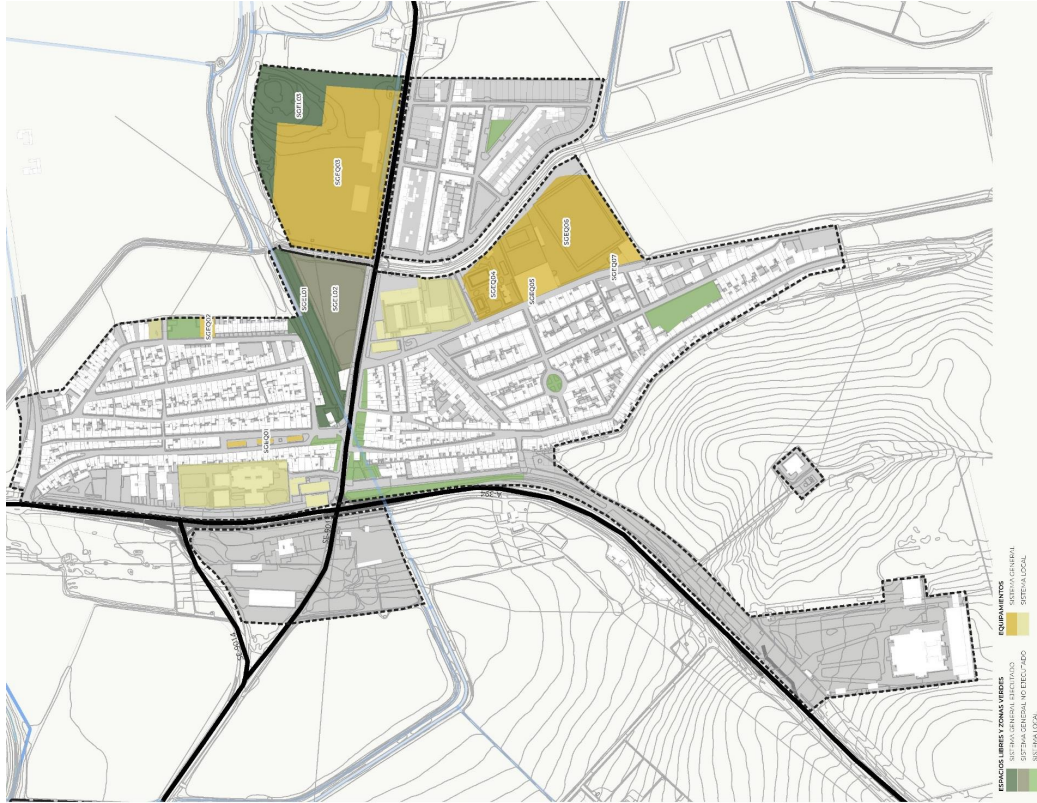 SGEL03
SGEQ03
SGEL01
SGEL02
SGEQ02
SGEQ01
SGEQ04
SGEQ05
SGEQ06
SGEQ07
A-392
SE-9014
ESPACIOS LIBRES Y ZONAS VERDES
SISTEMA GENERAL EJECUTADO
SISTEMA GENERAL NO EJECUTADO
SISTEMA LOCAL
EQUIPAMIENTOS
SISTEMA GENERAL
SISTEMA LOCAL